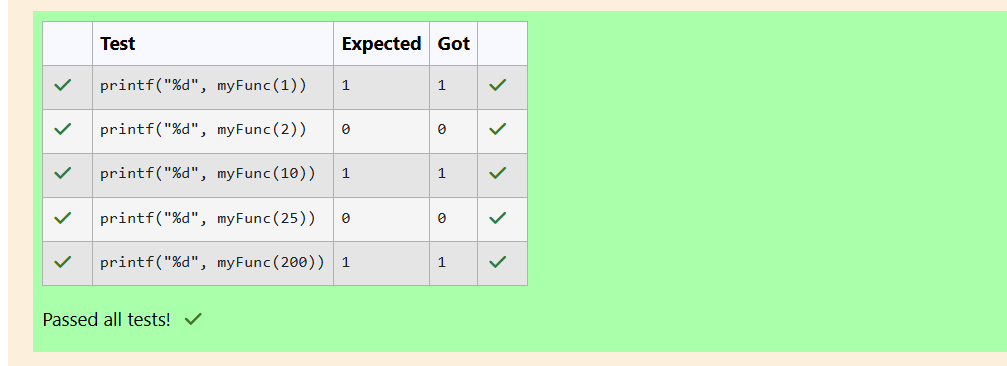 Test Expected Got
printf("%d", myFunc(1)) 1 1
printf("%d", myFunc(2)) 0 0
printf("%d", myFunc(10)) 1 1
printf("%d", myFunc(25)) 0 0
printf("%d", myFunc(200)) 1 1
Passed all tests!